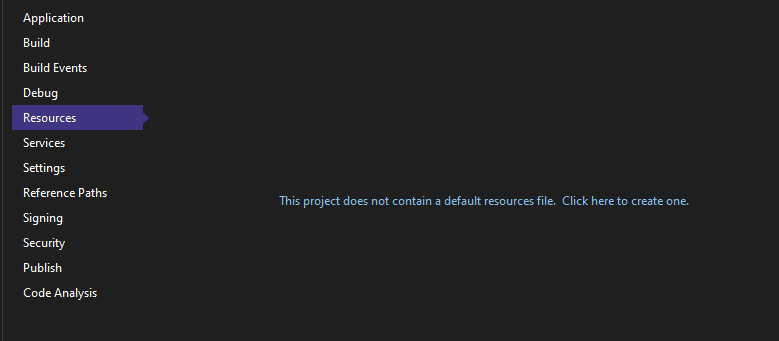 Application
Build
Build Events
Debug
Resources
Services
Settings
Reference Paths
Signing
Security
Publish
Code Analysis
This project does not contain a default resources file.  Click here to create one.